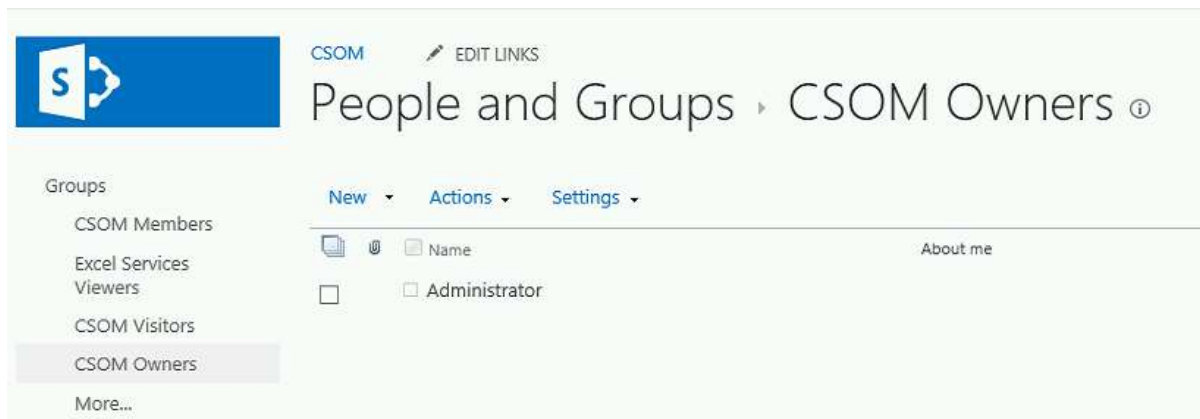 S
CSOM EDIT LINKS
People and Groups CSOM Owners
Groups
CSOM Members
Excel Services
Viewers
CSOM Visitors
CSOM Owners
More...
New Actions Settings
Name About me
Administrator